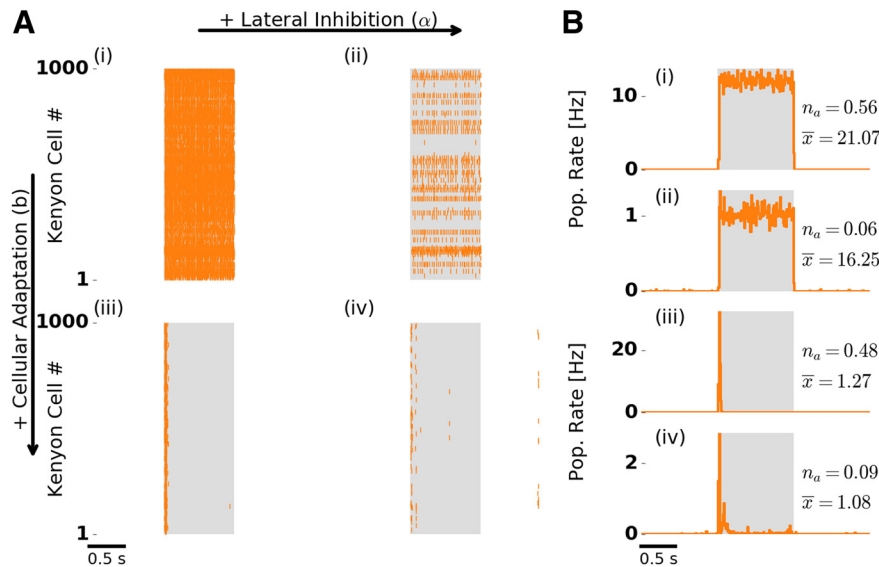 A
+ Lateral Inhibition (α)
(i)
(ii)
1000
Kenyon Cell #
1
+ Cellular Adaptation (b)
(iii)
(iv)
1000
Kenyon Cell #
1
0.5 s
B
(i)
10
0
Pop. Rate [Hz]
n_a = 0.56
x̄ = 21.07
(ii)
1
0
n_a = 0.06
x̄ = 16.25
(iii)
20
0
Pop. Rate [Hz]
n_a = 0.48
x̄ = 1.27
(iv)
2
0
n_a = 0.09
x̄ = 1.08
0.5 s